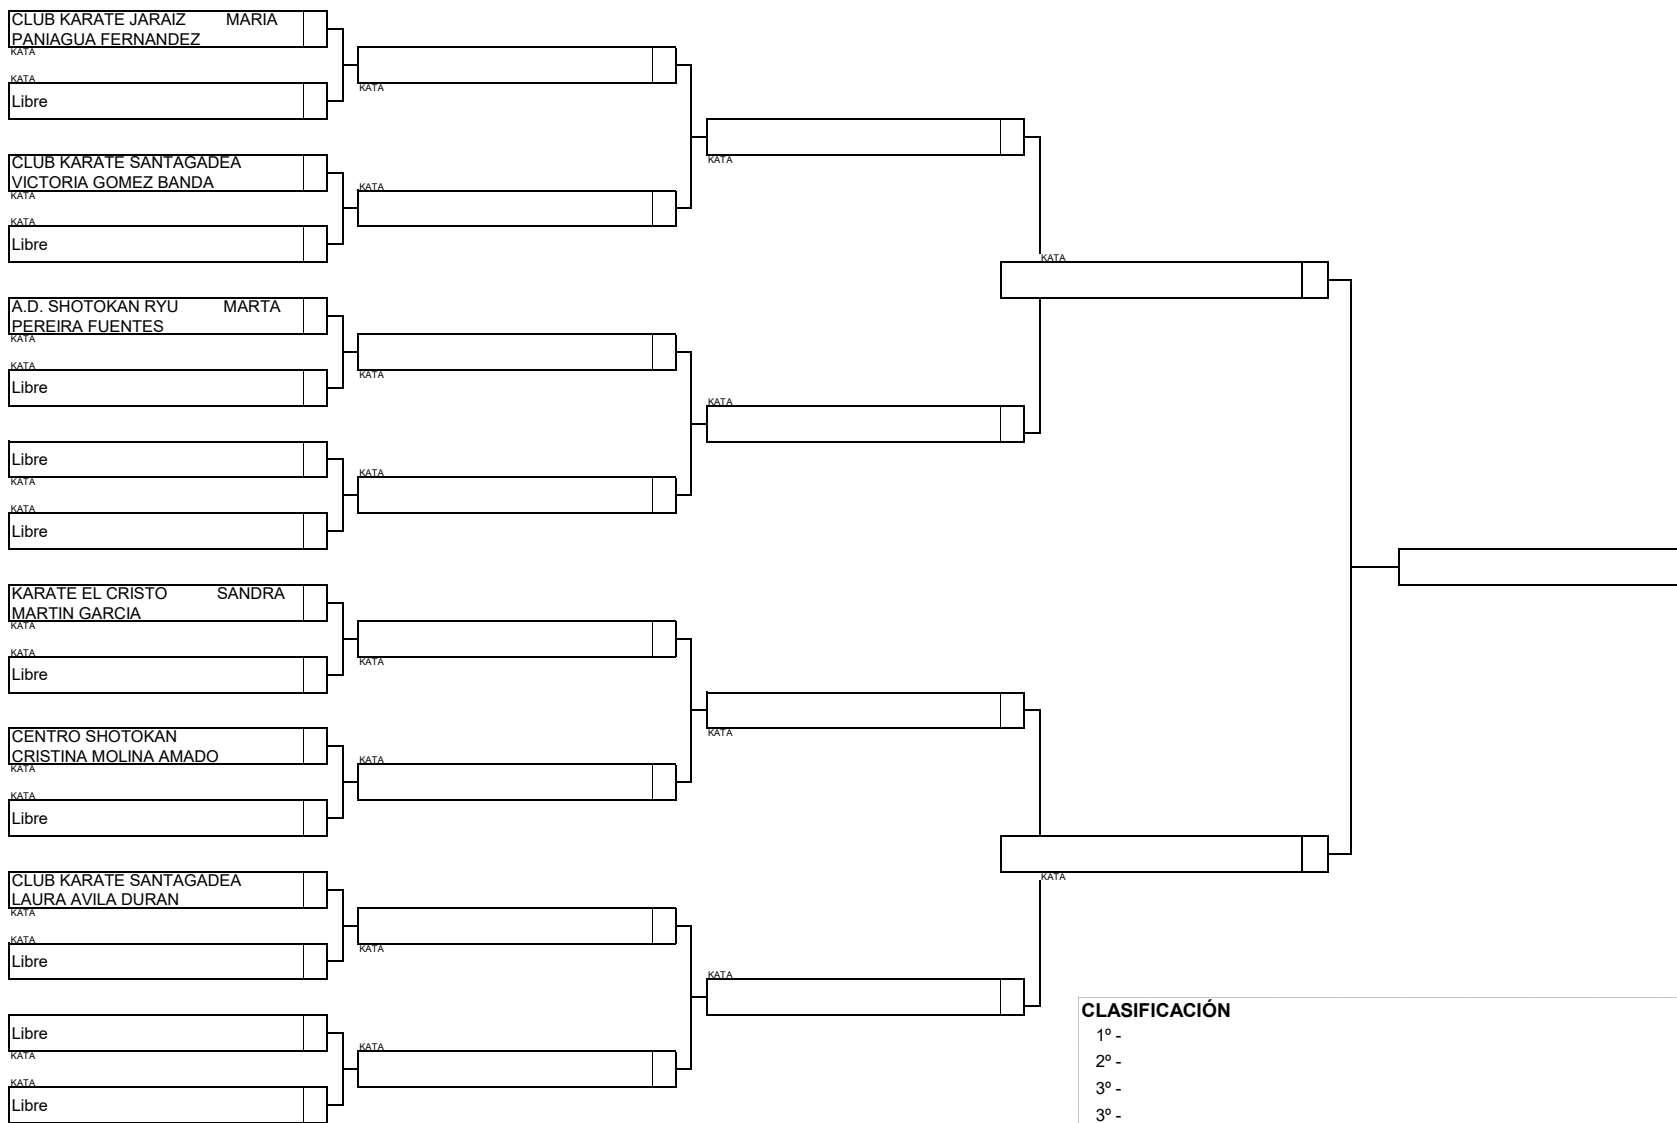 CLUB KARATE JARAIZ MARIA
PANIAGUA FERNANDEZ
KATA
KATA
Libre
CLUB KARATE SANTAGADEA
VICTORIA GOMEZ BANDA
KATA
KATA
Libre
A.D. SHOTOKAN RYU MARTA
PEREIRA FUENTES
KATA
KATA
Libre
Libre
KATA
KATA
Libre
KARATE EL CRISTO SANDRA
MARTIN GARCIA
KATA
KATA
Libre
CENTRO SHOTOKAN
CRISTINA MOLINA AMADO
KATA
KATA
Libre
CLUB KARATE SANTAGADEA
LAURA AVILA DURAN
KATA
KATA
Libre
Libre
KATA
KATA
Libre
KATA
KATA
KATA
KATA
KATA
KATA
KATA
KATA
KATA
KATA
KATA
KATA
KATA
KATA
CLASIFICACIÓN
1º -
2º -
3º -
3º -